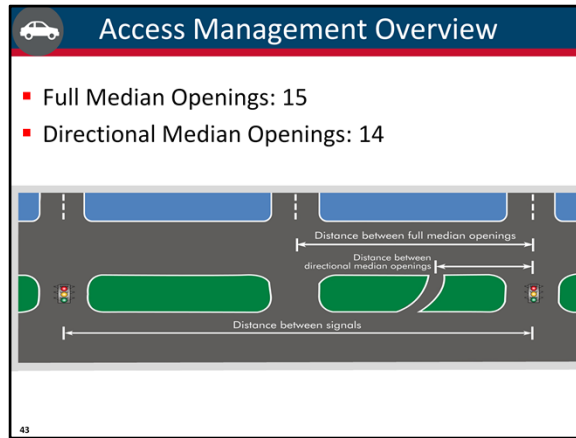 Access Management Overview
Full Median Openings: 15
Directional Median Openings: 14
Distance between full median openings
Distance between
directional median openings
Distance between signals
43